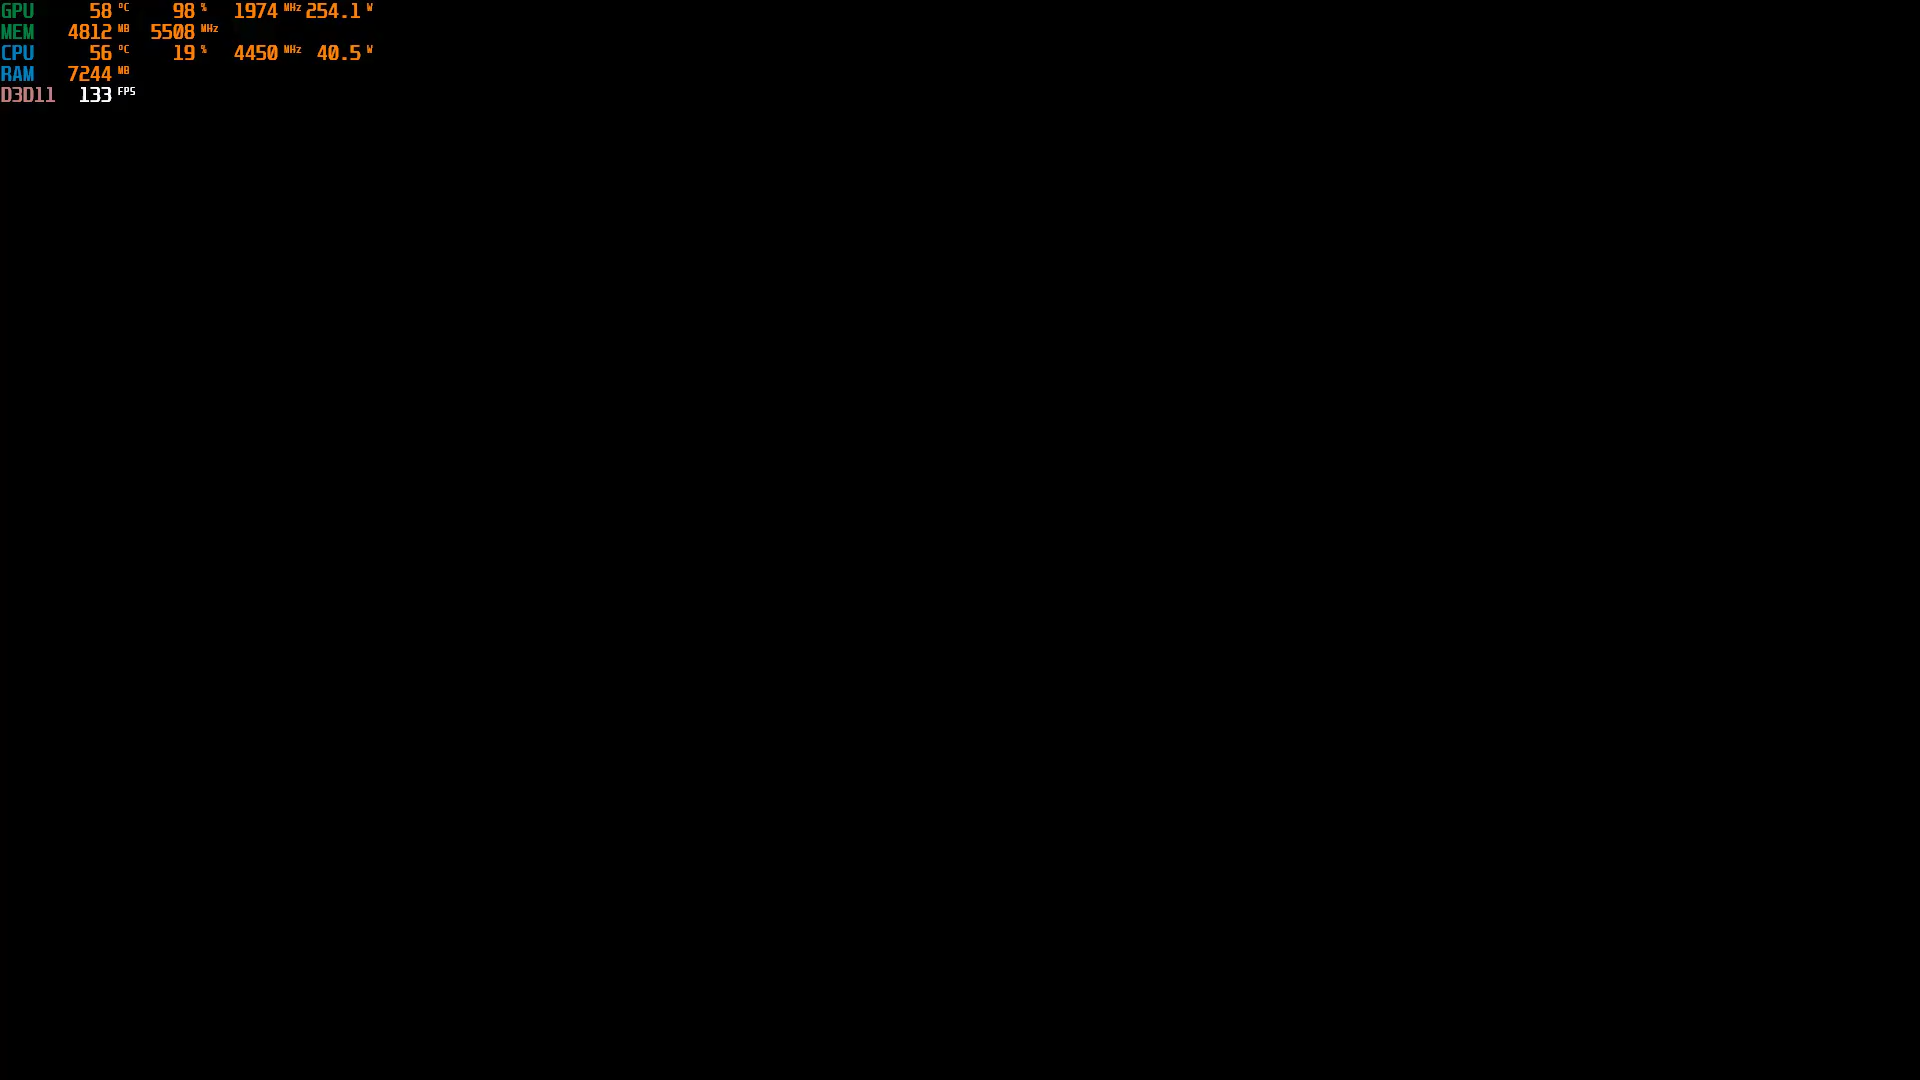 GPU 58 °C 98 % 1974 MHz 254.1 W
MEM 4812 MB 5508 MHz
CPU 56 °C 19 % 4450 MHz 40.5 W
RAM 7244 MB
D3D11 133 FPS